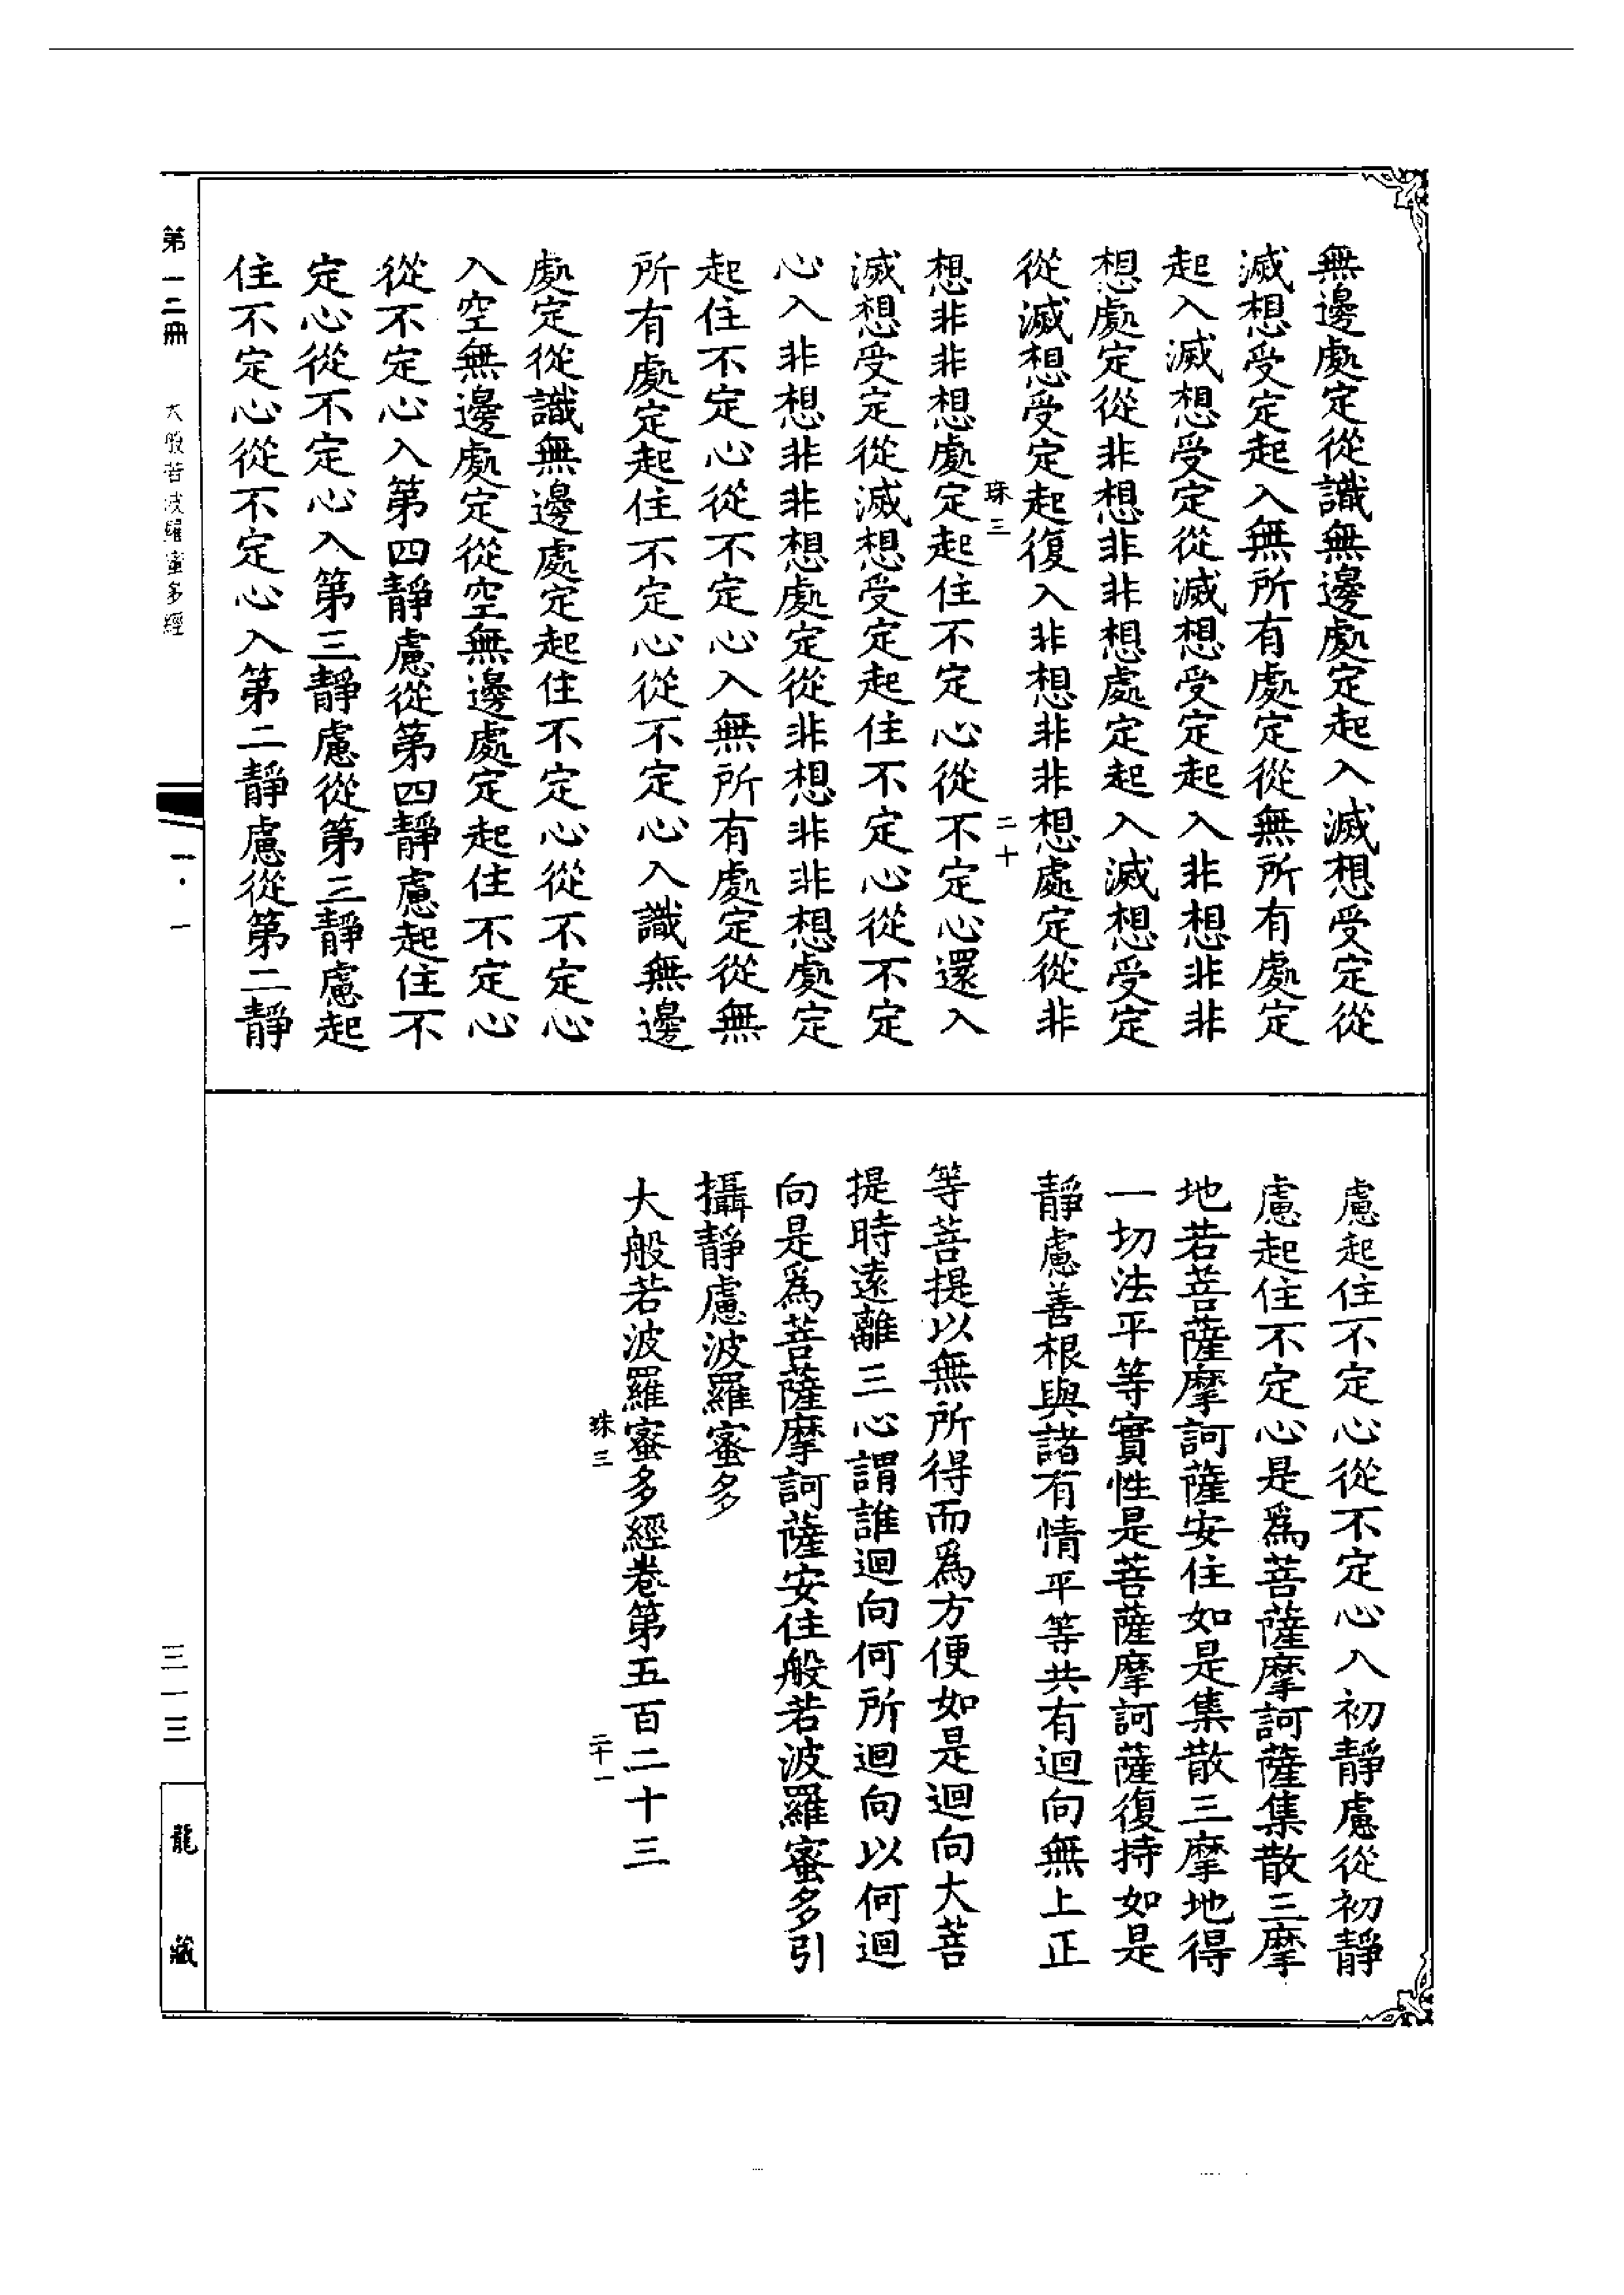 無邊處定從識無邊處定起入滅想受定從
滅想受定起入無所有處定從無所有處定
起入滅想受定從滅想受定起入非想非非
想處定從非想非非想處定起入滅想受定
從滅想受定起復入非想非非想處定從非
珠三
二十
想非非想處定起住不定心從不定心還入
滅想受定從滅想受定起住不定心從不定
心入非想非非想處定從非想非非想處定
起住不定心從不定心入無所有處定從無
所有處定起住不定心從不定心入識無邊
處定從識無邊處定起住不定心從不定心
入空無邊處定從空無邊處定起住不定心
從不定心入第四靜慮從第四靜慮起住不
定心從不定心入第三靜慮從第三靜慮起
住不定心從不定心入第二靜慮從第二靜
慮起住不定心從不定心入初靜慮從初靜
慮起住不定心是為菩薩摩訶薩集散三摩
地若菩薩摩訶薩安住如是集散三摩地得
一切法平等實性是菩薩摩訶薩復持如是
靜慮善根與諸有情平等共有迴向無上正
等菩提以無所得而為方便如是迴向大菩
提時遠離三心謂誰迴向何所迴向以何迴
向是為菩薩摩訶薩安住般若波羅蜜多引
攝靜慮波羅蜜多
大般若波羅蜜多經卷第五百二十三
珠三
二十一
第一二冊
大般若波羅蜜多經
一·一
三一三
龍藏